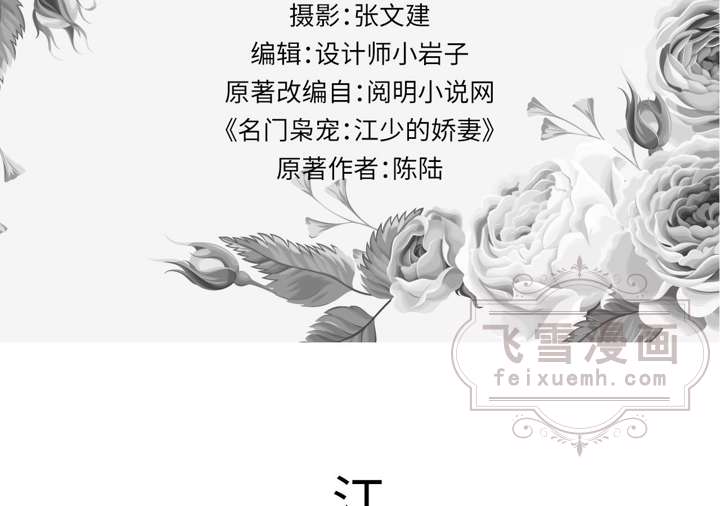 摄影：张文建
编辑：设计师小岩子
原著改编自：阅明小说网
《名门枭宠：江少的娇妻》
原著作者：陈陆
飞雪漫画
feixuemh.com